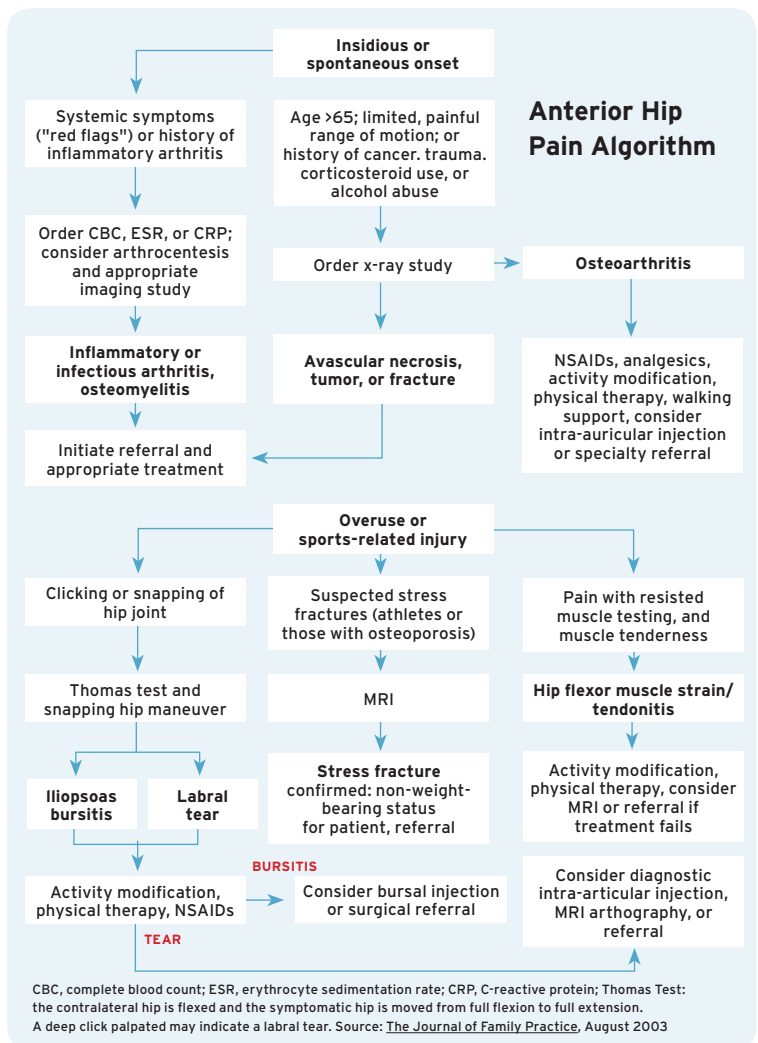 Insidious or
spontaneous onset
Anterior Hip
Pain Algorithm
Systemic symptoms
("red flags") or history of
inflammatory arthritis
Age >65; limited, painful
range of motion; or
history of cancer. trauma.
corticosteroid use, or
alcohol abuse
Order CBC, ESR, or CRP;
consider arthrocentesis
and appropriate
imaging study
Order x-ray study
Osteoarthritis
Inflammatory or
infectious arthritis,
osteomyelitis
Avascular necrosis,
tumor, or fracture
NSAIDs, analgesics,
activity modification,
physical therapy, walking
support, consider
intra-auricular injection
or specialty referral
Initiate referral and
appropriate treatment
Overuse or
sports-related injury
Clicking or snapping of
hip joint
Suspected stress
fractures (athletes or
those with osteoporosis)
Pain with resisted
muscle testing, and
muscle tenderness
Thomas test and
snapping hip maneuver
MRI
Hip flexor muscle strain/
tendonitis
Iliopsoas
bursitis
Labral
tear
Stress fracture
confirmed: non-weight-
bearing status
for patient, referral
Activity modification,
physical therapy, consider
MRI or referral if
treatment fails
Activity modification,
physical therapy, NSAIDs
BURSITIS
Consider bursal injection
or surgical referral
Consider diagnostic
intra-articular injection,
MRI arthography, or
referral
TEAR
CBC, complete blood count; ESR, erythrocyte sedimentation rate; CRP, C-reactive protein; Thomas Test:
the contralateral hip is flexed and the symptomatic hip is moved from full flexion to full extension.
A deep click palpated may indicate a labral tear. Source: The Journal of Family Practice, August 2003